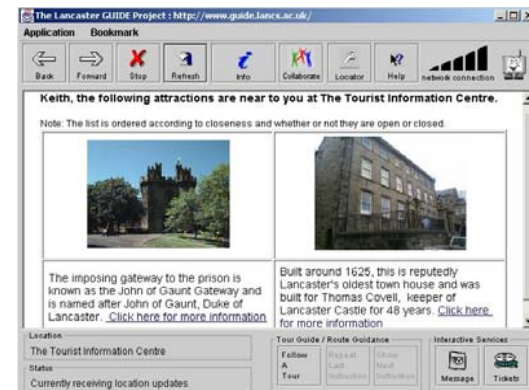 The Lancaster GUIDE Project : http://www.guide.lancs.ac.uk/
Application Bookmark
Back Forward Stop Refresh Info Collaborate Locator Help network connection
Keith, the following attractions are near to you at The Tourist Information Centre.
Note: The list is ordered according to closeness and whether or not they are open or closed.
The imposing gateway to the prison is
known as the John of Gaunt Gateway and
is named after John of Gaunt, Duke of
Lancaster. Click here for more information
Built around 1625, this is reputedly
Lancaster's oldest town house and was
built for Thomas Covell, keeper of
Lancaster Castle for 48 years. Click here
for more information
Location
The Tourist Information Centre
Status
Currently receiving location updates
Tour Guide / Route Guidance
Follow
A
Tour
Repeat
Last
Instruction
Show
Next
Instruction
Interactive Services
Message Tickets